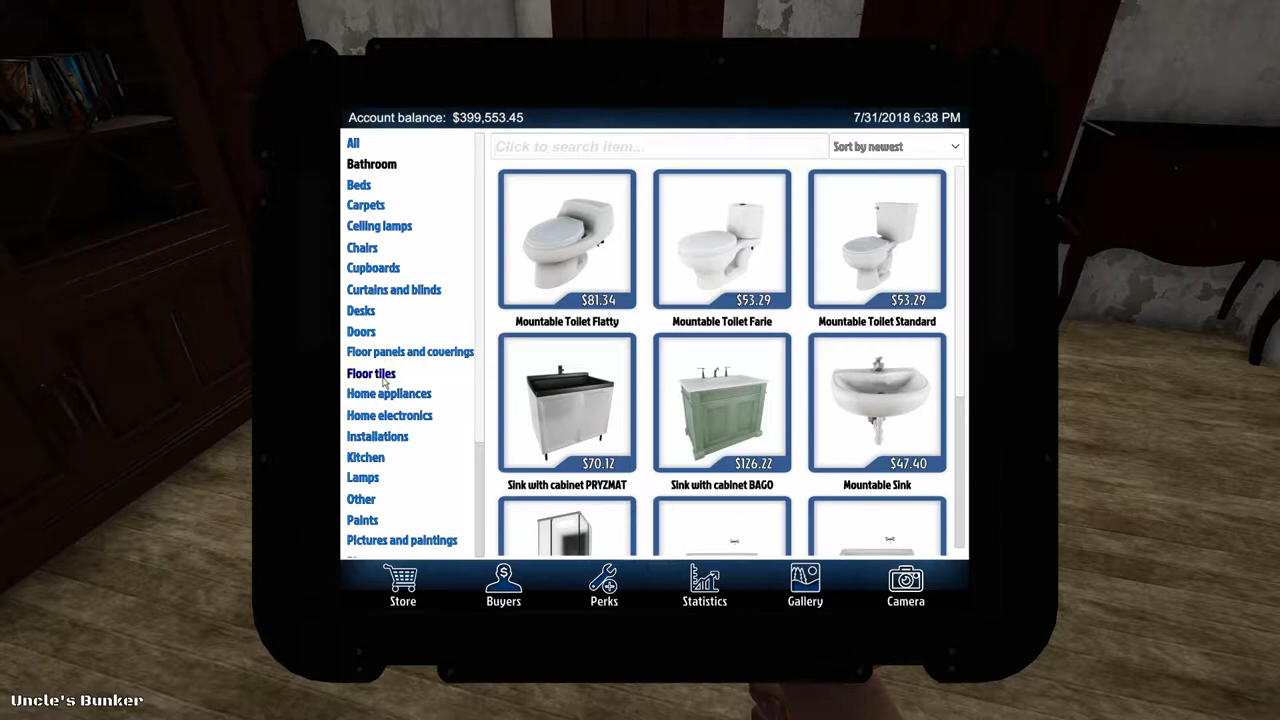 Account balance: $399,553.45
7/31/2018 6:38 PM
All
Bathroom
Beds
Carpets
Ceiling lamps
Chairs
Cupboards
Curtains and blinds
Desks
Doors
Floor panels and coverings
Floor tiles
Home appliances
Home electronics
Installations
Kitchen
Lamps
Other
Paints
Pictures and paintings
Click to search item...
Sort by newest
$81.34
$53.29
$53.29
Mountable Toilet Flatty
Mountable Toilet Farie
Mountable Toilet Standard
$70.12
$126.22
$47.40
Sink with cabinet PRYZMAT
Sink with cabinet BAGO
Mountable Sink
Store
Buyers
Perks
Statistics
Gallery
Camera
Uncle's Bunker